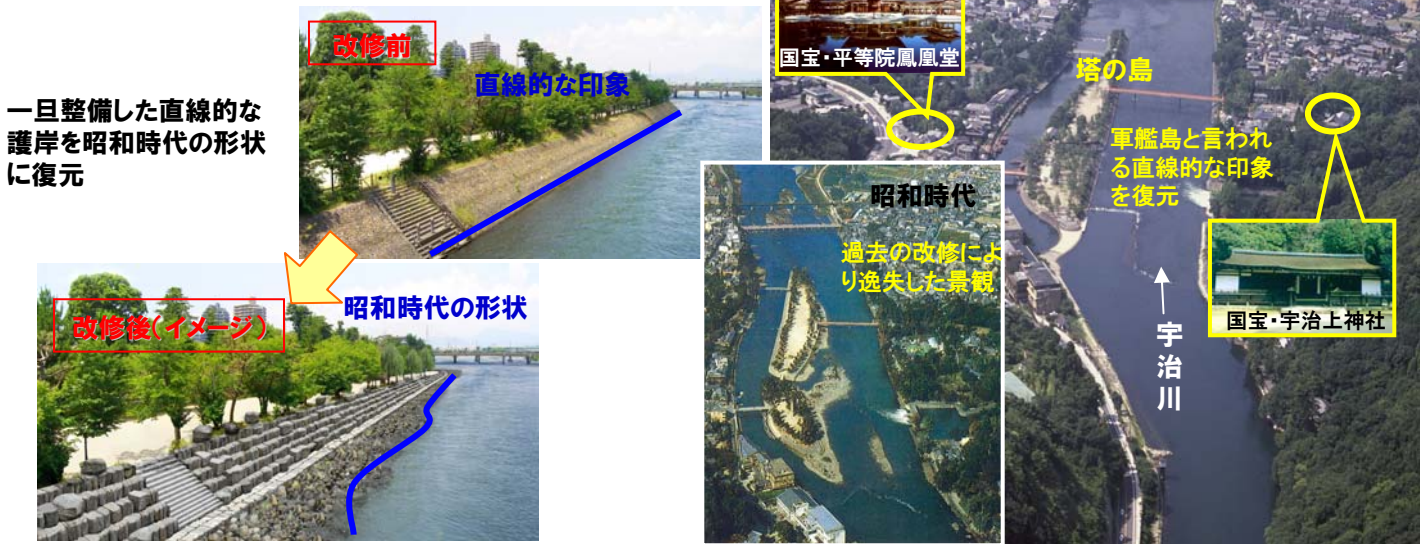 一旦整備した直線的な
護岸を昭和時代の形状
に復元
改修前
直線的な印象
改修後(イメージ)
昭和時代の形状
国宝・平等院鳳凰堂
塔の島
軍艦島と言われ
る直線的な印象
を復元
昭和時代
過去の改修によ
り逸失した景観
国宝・宇治上神社
宇治川